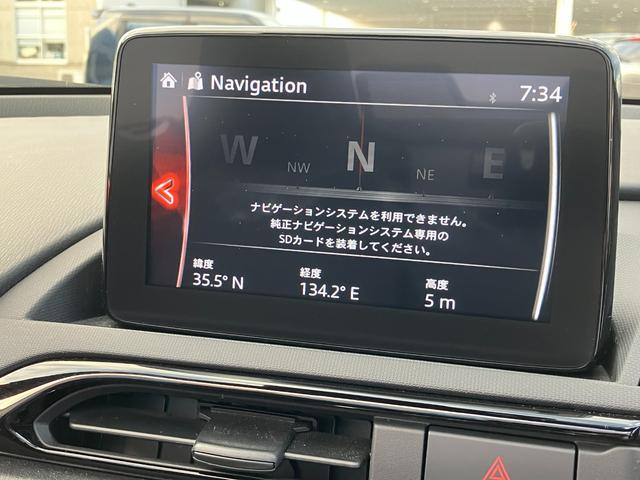 Navigation
7:34
W NW N NE E
ナビゲーションシステムを利用できません。
純正ナビゲーションシステム専用の
SDカードを装着してください。
緯度 経度 高度
35.5° N 134.2° E 5 m